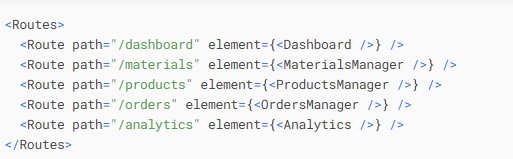 <Routes>
  <Route path="/dashboard" element={<Dashboard />} />
  <Route path="/materials" element={<MaterialsManager />} />
  <Route path="/products" element={<ProductsManager />} />
  <Route path="/orders" element={<OrdersManager />} />
  <Route path="/analytics" element={<Analytics />} />
</Routes>